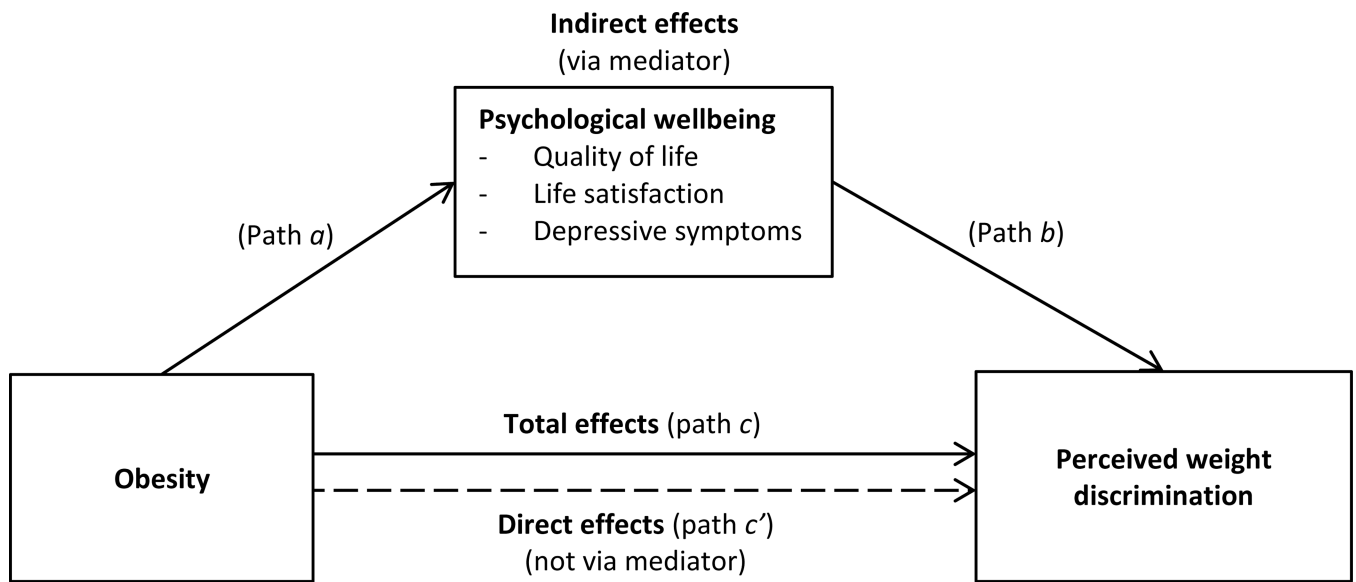 Indirect effects
(via mediator)
Psychological wellbeing
- Quality of life
- Life satisfaction
- Depressive symptoms
(Path a)
(Path b)
Total effects (path c)
Obesity
Perceived weight
discrimination
Direct effects (path c’)
(not via mediator)